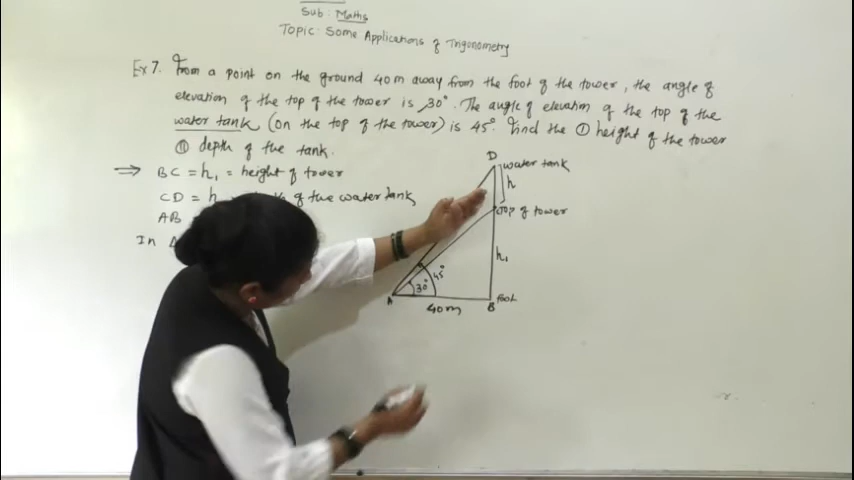 Sub: Maths
Topic: Some Applications of Trigonometry
Ex 7. From a point on the ground 40m away from the foot of the tower, the angle of
elevation of the top of the tower is 30°. The angle of elevation of the top of the
water tank (on the top of the tower) is 45°. Find the ① height of the tower
② depth of the tank.
⇒ BC = h₁ = height of tower
CD = h of the water tank
AB
In Δ
D water tank
h
top of tower
h₁
45°
30°
A B foot
40m